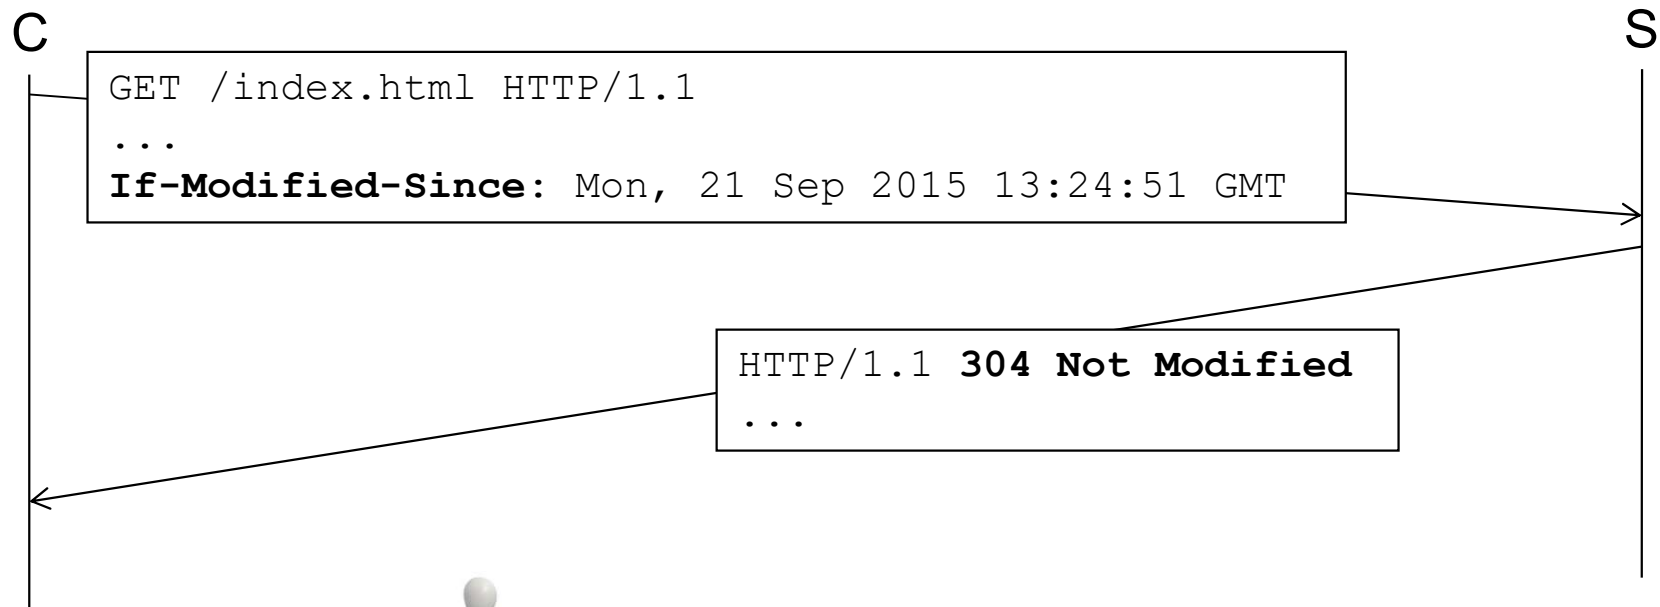 C
S
GET /index.html HTTP/1.1
...
If-Modified-Since: Mon, 21 Sep 2015 13:24:51 GMT
HTTP/1.1 304 Not Modified
...